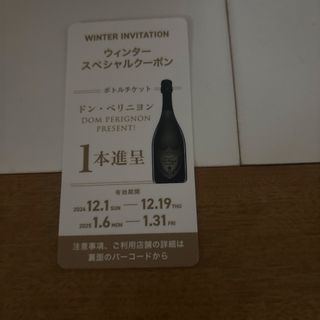 WINTER INVITATION
ウィンター
スペシャルクーポン
ボトルチケット
ドン・ペリニヨン
DOM PERIGNON
PRESENT!
1本進呈
有効期間
2024 12.1 SUN — 12.19 THU
2025 1.6 MON — 1.31 FRI
注意事項、ご利用店舗の詳細は
裏面のバーコードから